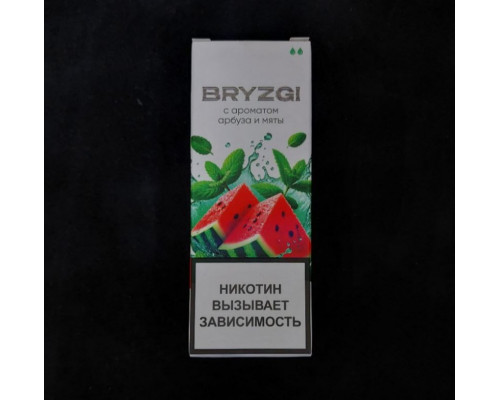 BRYZGI
с ароматом
арбуза и мяты
НИКОТИН
ВЫЗЫВАЕТ
ЗАВИСИМОСТЬ